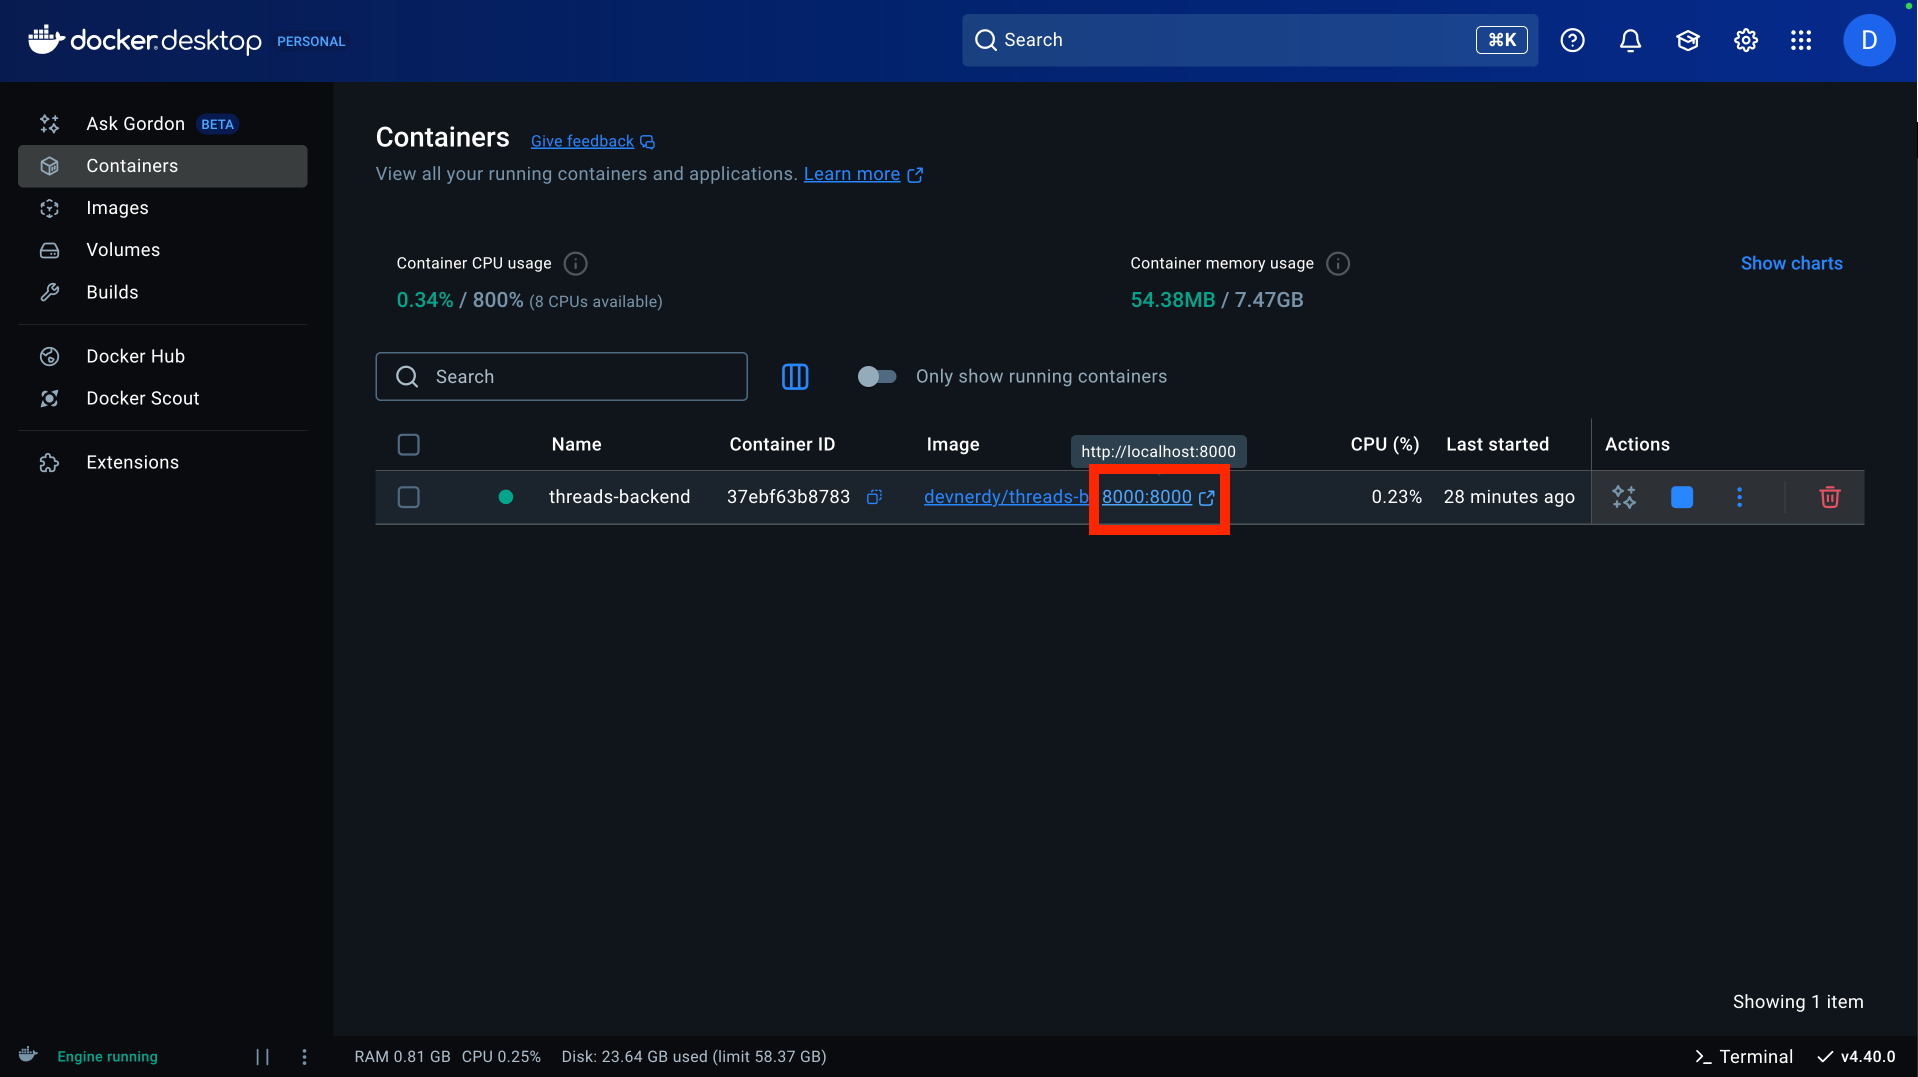 docker.desktop PERSONAL
Search ⌘K
D
Ask Gordon BETA
Containers
Images
Volumes
Builds
Docker Hub
Docker Scout
Extensions
Containers Give feedback
View all your running containers and applications. Learn more
Container CPU usage
0.34% / 800% (8 CPUs available)
Container memory usage
54.38MB / 7.47GB
Show charts
Search
Only show running containers
Name Container ID Image CPU (%) Last started Actions
http://localhost:8000
threads-backend 37ebf63b8783 devnerdy/threads-b 8000:8000 0.23% 28 minutes ago
Showing 1 item
Engine running RAM 0.81 GB CPU 0.25% Disk: 23.64 GB used (limit 58.37 GB) >_ Terminal v4.40.0